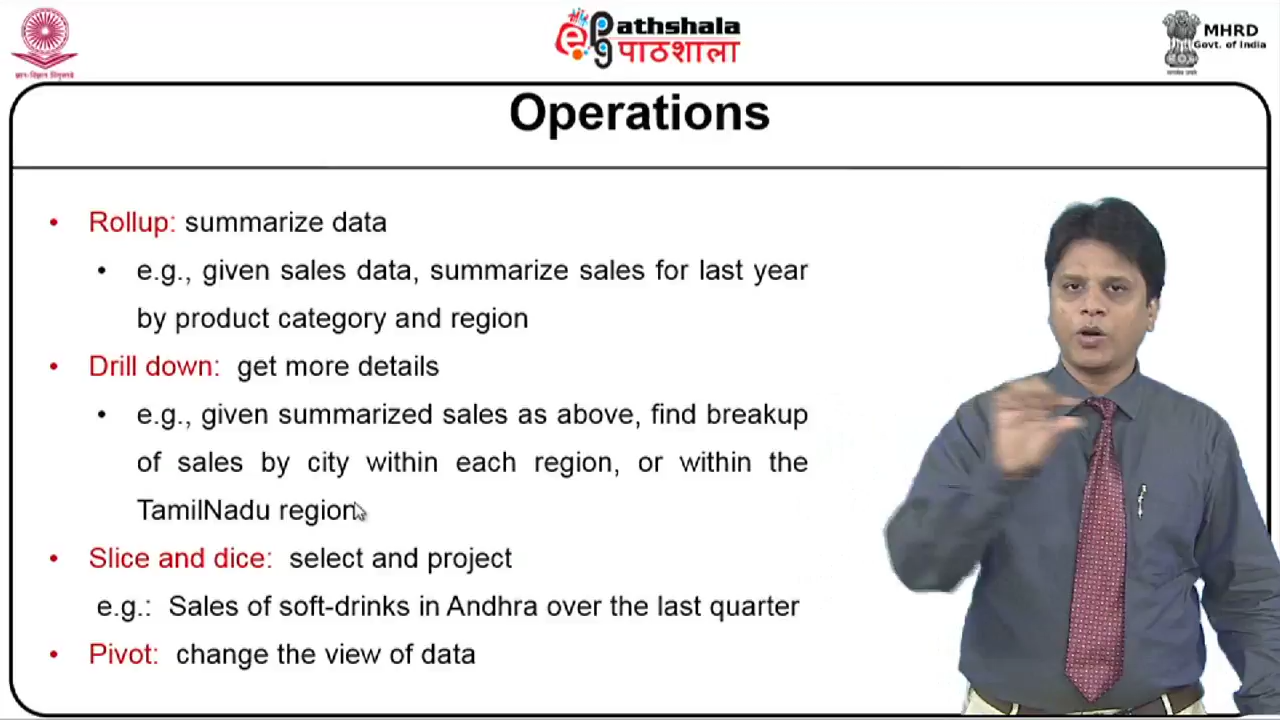 ज्ञान-विज्ञान विमुक्तये
ePathshala
पाठशाला
MHRD
Govt. of India
Operations
• Rollup: summarize data
• e.g., given sales data, summarize sales for last year
by product category and region
• Drill down: get more details
• e.g., given summarized sales as above, find breakup
of sales by city within each region, or within the
TamilNadu region
• Slice and dice: select and project
e.g.: Sales of soft-drinks in Andhra over the last quarter
• Pivot: change the view of data